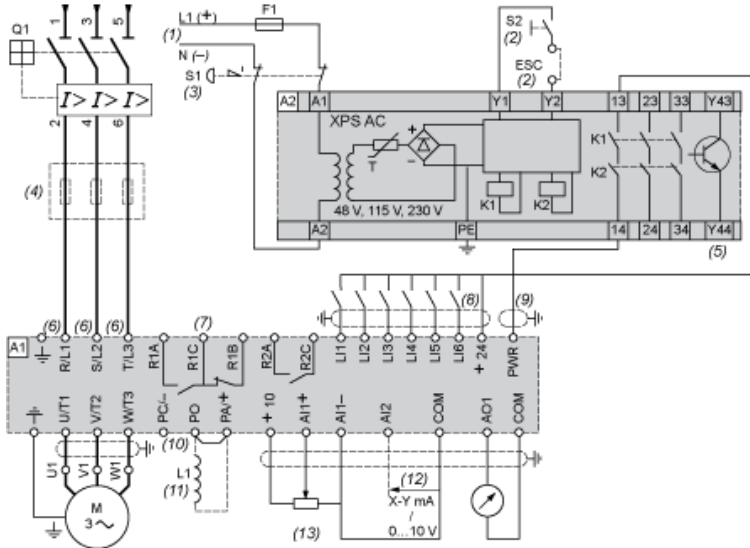 1 3 5
Q1
I> I> I>
2 4 6
(4)
L1 (+) F1
(1)
N (–)
S1
(3)
S2
(2)
ESC
(2)
A2 A1 Y1 Y2 13 23 33 Y43
XPS AC
+
T
–
K1
K2
K1 K2
48 V, 115 V, 230 V
A2 PE 14 24 34 Y44
(5)
(6) (6) (6) (7) (8) (9)
A1
R/L1 S/L2 T/L3 R1A R1C R1B R2A R2C LI1 LI2 LI3 LI4 LI5 LI6 + 24 PWR
U/T1 V/T2 W/T3 PC/- PO PA/+ + 10 AI1+ AI1- AI2 COM AO1 COM
(10)
U1 V1 W1
L1
(11)
M
3 ~
(12)
X-Y mA
/
0...10 V
(13)